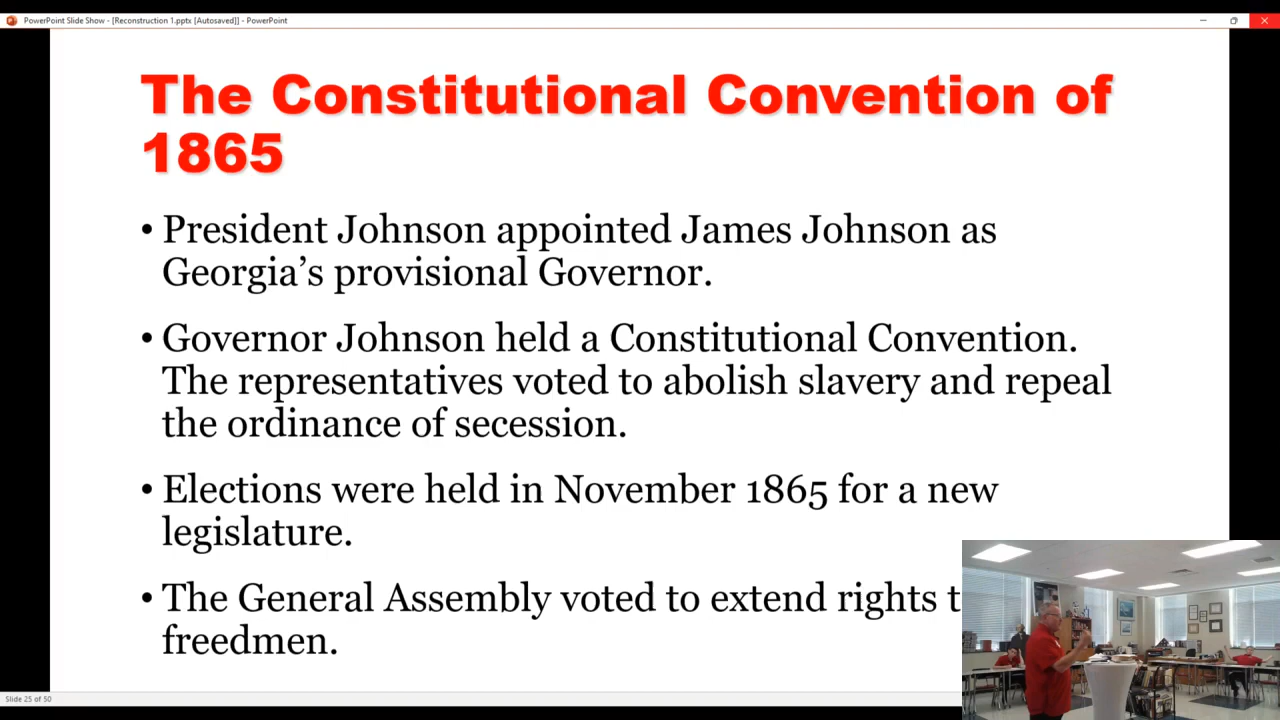 PowerPoint Slide Show - [Reconstruction 1.pptx [Autosaved]] - PowerPoint
The Constitutional Convention of
1865
• President Johnson appointed James Johnson as
Georgia’s provisional Governor.
• Governor Johnson held a Constitutional Convention.
The representatives voted to abolish slavery and repeal
the ordinance of secession.
• Elections were held in November 1865 for a new
legislature.
• The General Assembly voted to extend rights
freedmen.
Slide 25 of 50